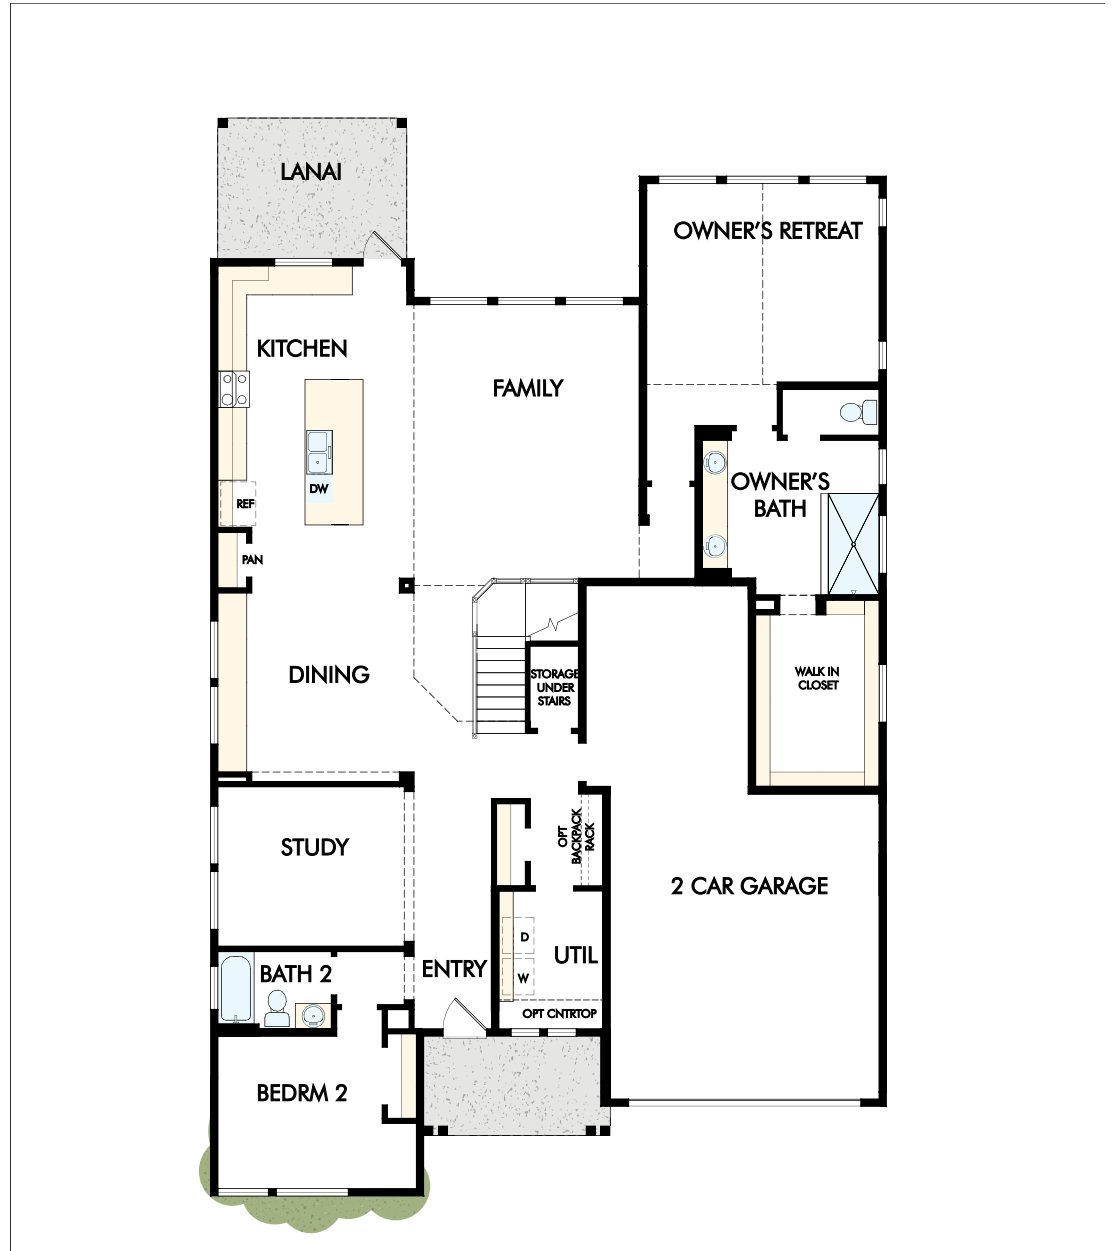 LANAI
OWNER'S RETREAT
KITCHEN
FAMILY
OWNER'S
BATH
DW
REF
PAN
DINING
STORAGE
UNDER
STAIRS
WALK IN
CLOSET
STUDY
OPT
BACKPACK
RACK
2 CAR GARAGE
D
UTIL
W
ENTRY
BATH 2
OPT CNTRTOP
BEDRM 2